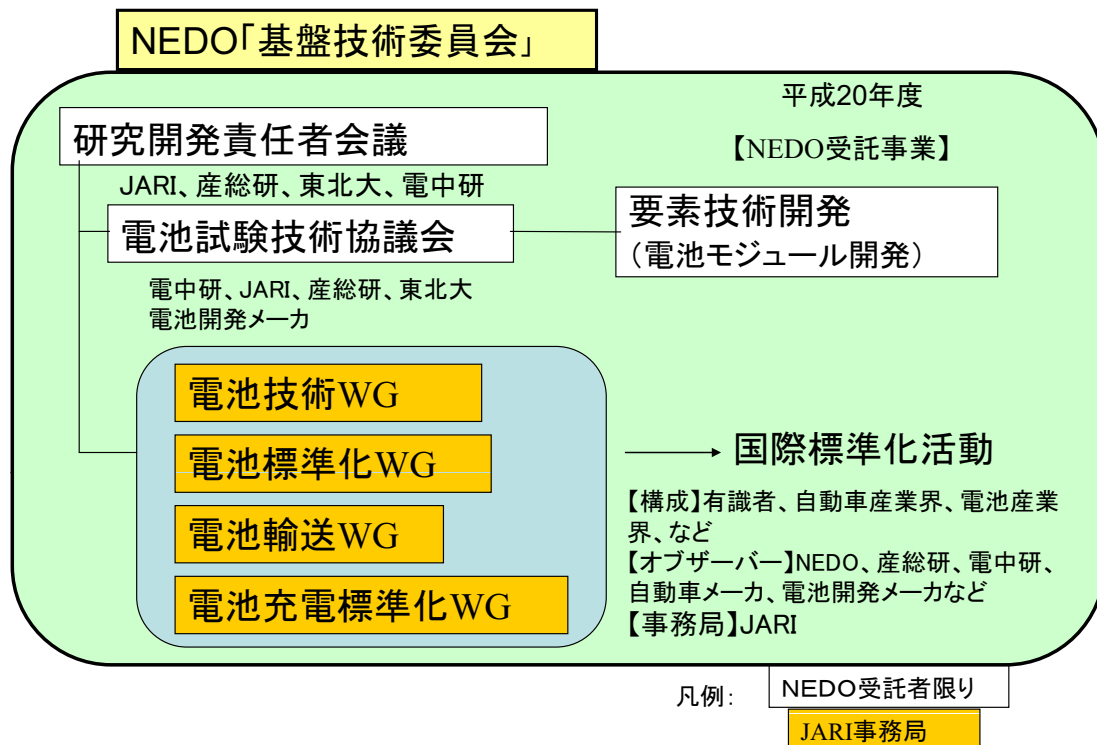 NEDO「基盤技術委員会」
平成20年度
【NEDO受託事業】
研究開発責任者会議
JARI、産総研、東北大、電中研
電池試験技術協議会
要素技術開発
（電池モジュール開発）
電中研、JARI、産総研、東北大
電池開発メーカ
電池技術WG
電池標準化WG
電池輸送WG
電池充電標準化WG
国際標準化活動
【構成】有識者、自動車産業界、電池産業
界、など
【オブザーバー】NEDO、産総研、電中研、
自動車メーカ、電池開発メーカなど
【事務局】JARI
凡例：
NEDO受託者限り
JARI事務局